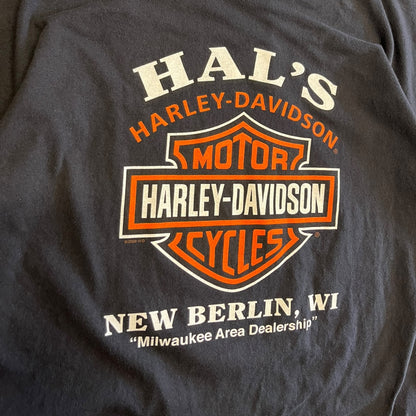 HAL'S
HARLEY-DAVIDSON®
MOTOR
HARLEY-DAVIDSON
CYCLES
®
NEW BERLIN, WI
"Milwaukee Area Dealership"